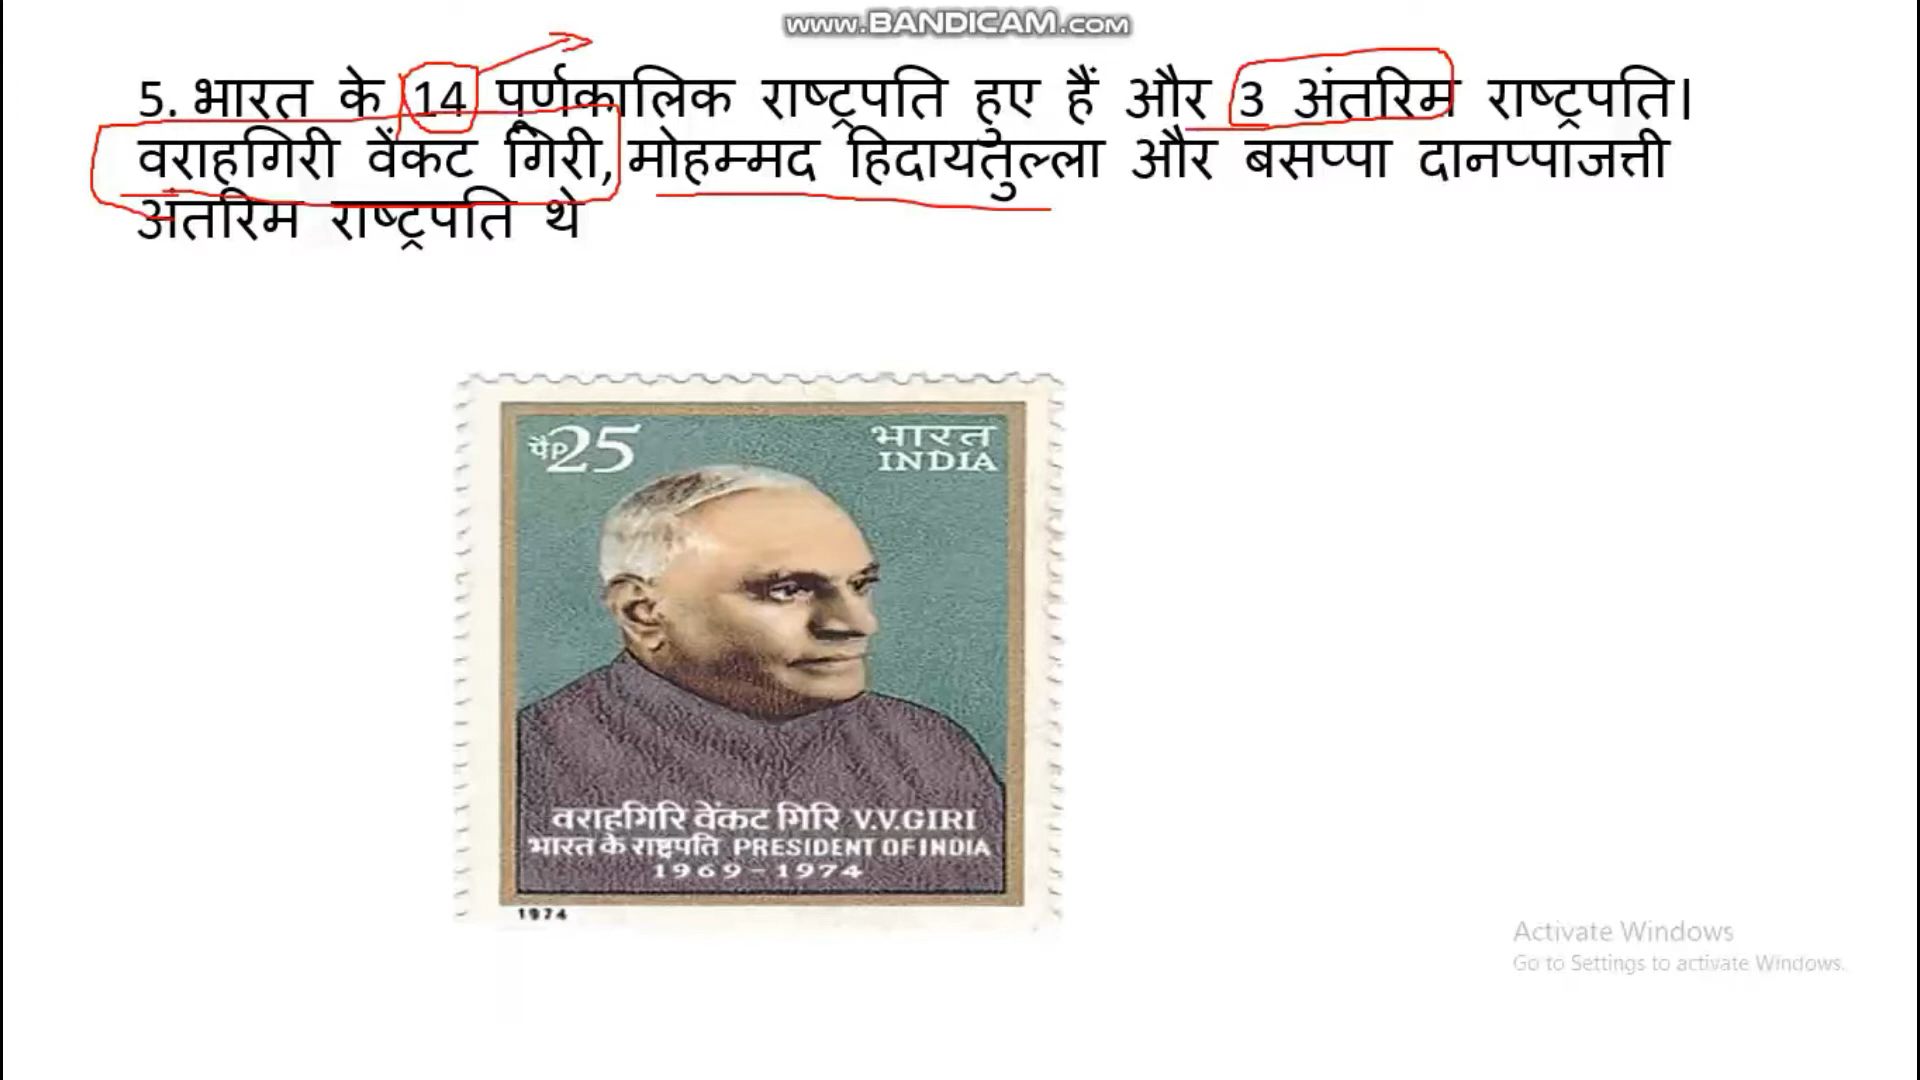 www.BANDICAM.com
5. भारत के 14 पूर्णकालिक राष्ट्रपति हुए हैं और 3 अंतरिम राष्ट्रपति।
वराहगिरी वेंकट गिरी, मोहम्मद हिदायतुल्ला और बसप्पा दानप्पाजत्ती
अंतरिम राष्ट्रपति थे
पैP25
भारत
INDIA
वराहगिरि वेंकट गिरि V.V.GIRI
भारत के राष्ट्रपति PRESIDENT OF INDIA
1969-1974
1974
Activate Windows
Go to Settings to activate Windows.